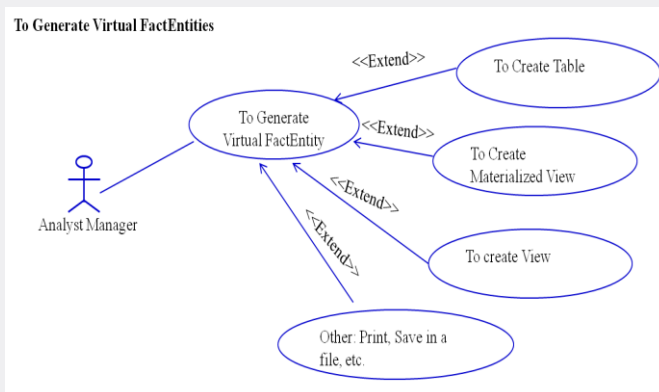 To Generate Virtual FactEntities
<<Extend>>
To Create Table
To Generate
Virtual FactEntity
<<Extend>>
To Create
Materialized View
Analyst Manager
<<Extend>>
<<Extend>>
To create View
Other: Print, Save in a
file, etc.